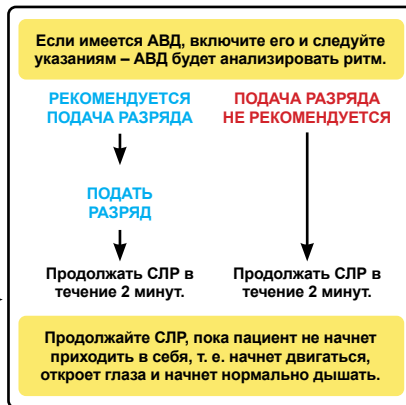 Если имеется АВД, включите его и следуйте
указаниям – АВД будет анализировать ритм.
РЕКОМЕНДУЕТСЯ
ПОДАЧА РАЗРЯДА
ПОДАЧА РАЗРЯДА
НЕ РЕКОМЕНДУЕТСЯ
ПОДАТЬ
РАЗРЯД
Продолжать СЛР в
течение 2 минут.
Продолжать СЛР в
течение 2 минут.
Продолжайте СЛР, пока пациент не начнет
приходить в себя, т. е. начнет двигаться,
откроет глаза и начнет нормально дышать.